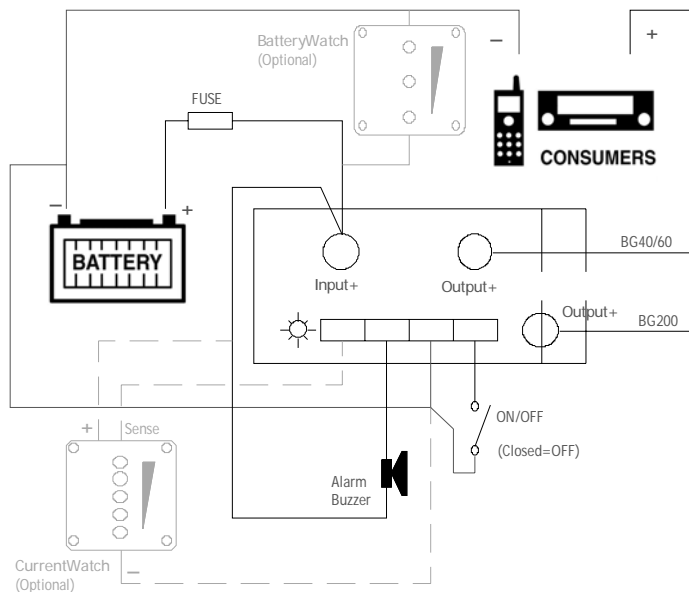 BatteryWatch
(Optional)
−
+
FUSE
CONSUMERS
−
+
BATTERY
BG40/60
Input+
Output+
Output+
BG200
+
Sense
ON/OFF
(Closed=OFF)
Alarm
Buzzer
CurrentWatch
(Optional)
−